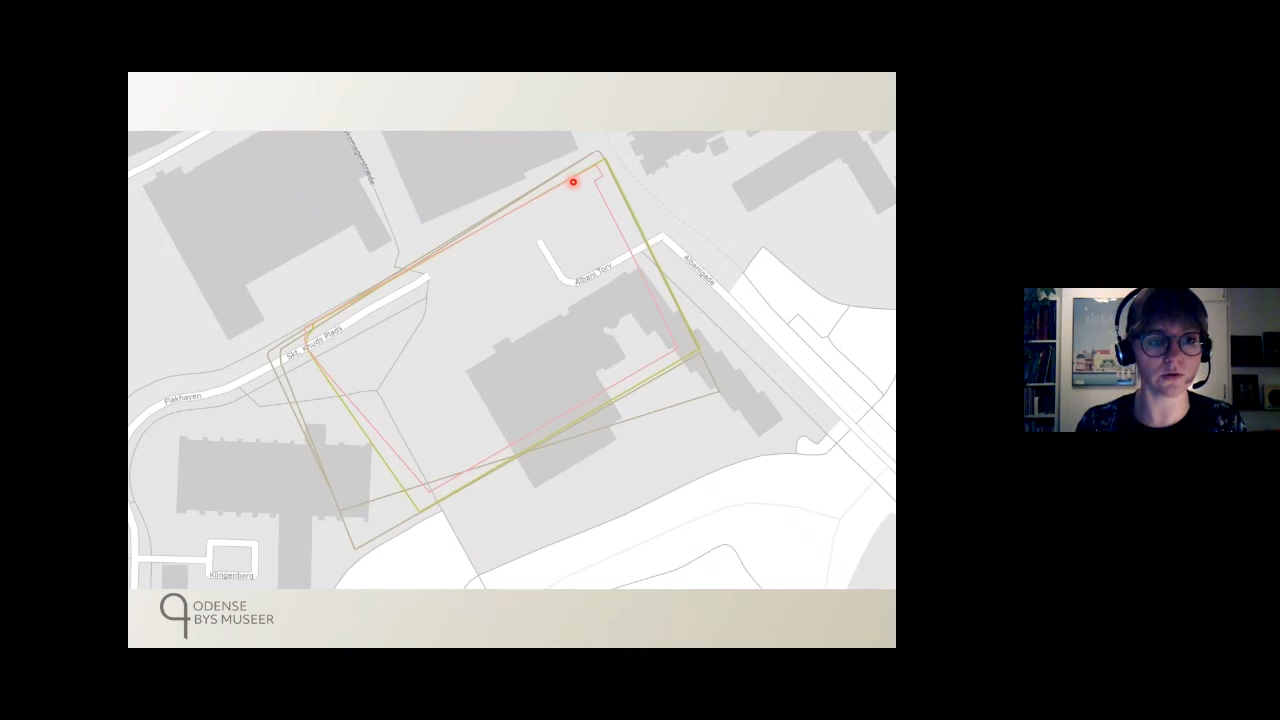 Albani Torv
Albanigade
Skt. Knuds Plads
Flakhaven
Klingenberg
ODENSE
BYS MUSEER